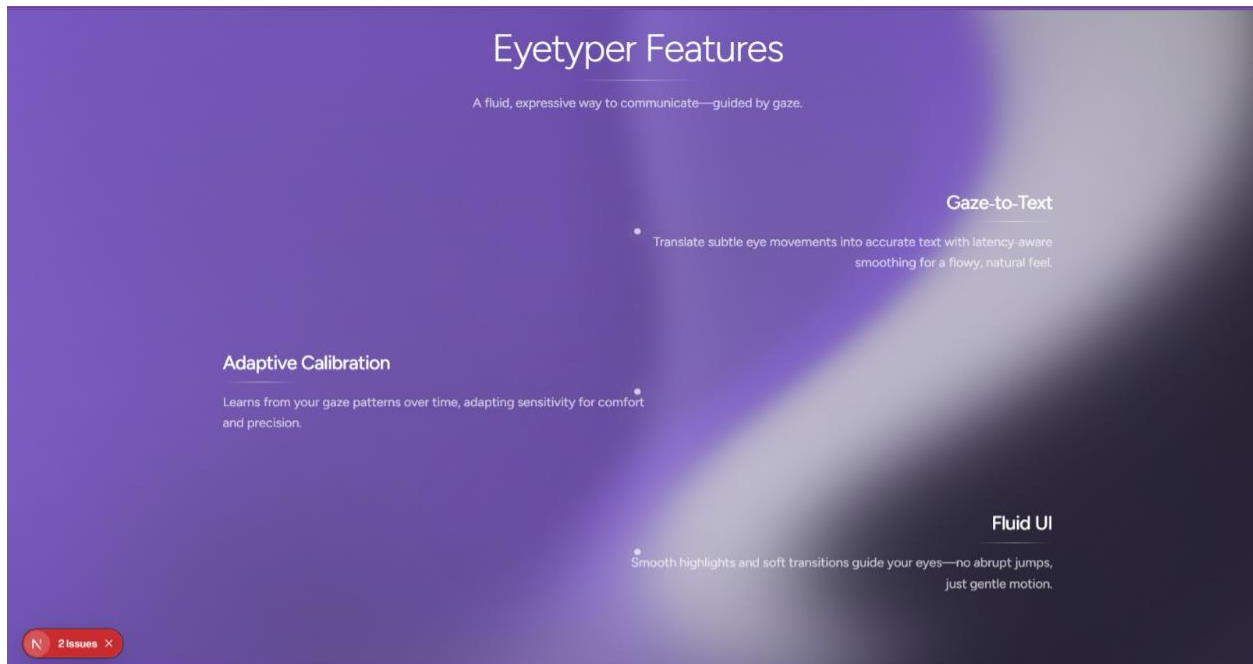 Eyetyper Features
A fluid, expressive way to communicate—guided by gaze.
Gaze-to-Text
Translate subtle eye movements into accurate text with latency-aware
smoothing for a flowy, natural feel.
Adaptive Calibration
Learns from your gaze patterns over time, adapting sensitivity for comfort
and precision.
Fluid UI
Smooth highlights and soft transitions guide your eyes—no abrupt jumps,
just gentle motion.
N 2 Issues ×